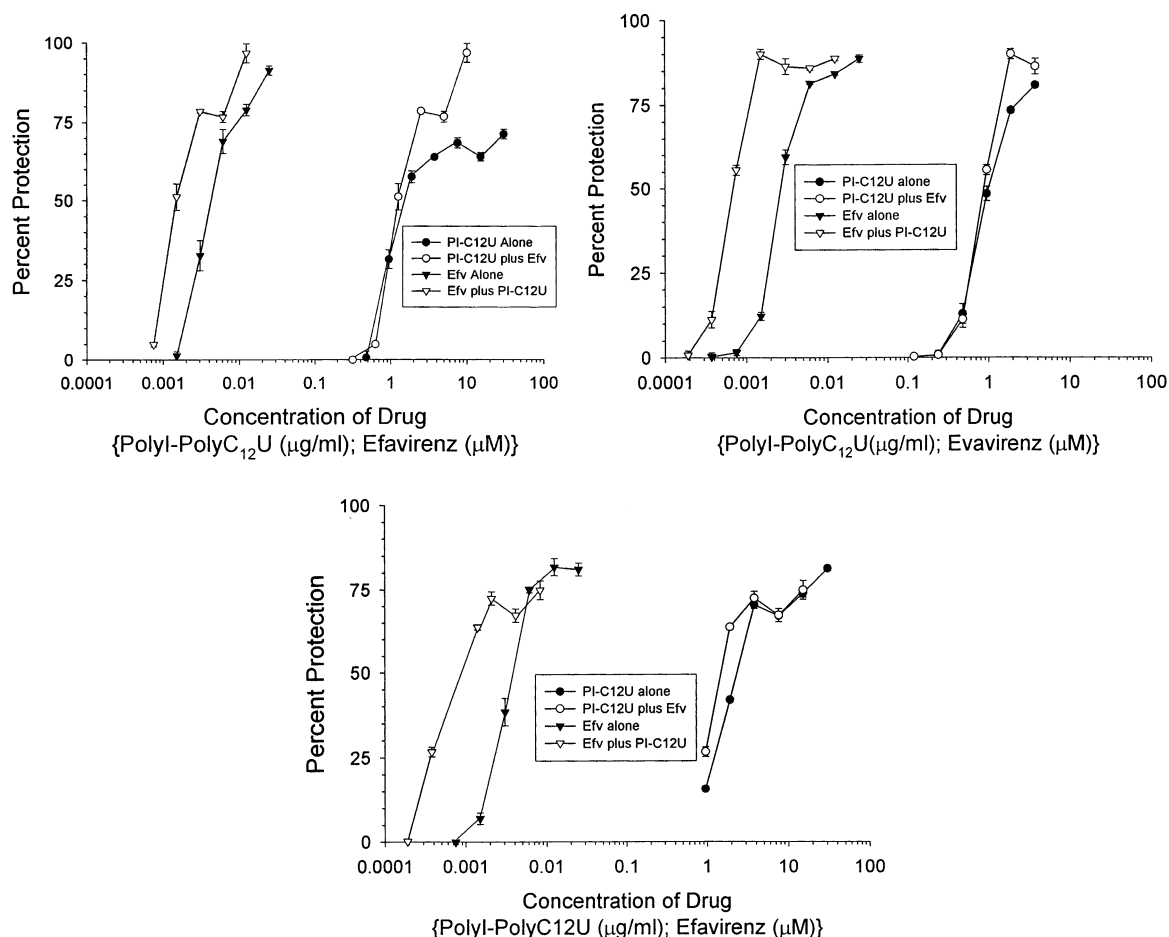 Percent Protection
100
75
50
25
0
PI-C12U Alone
PI-C12U plus Efv
Efv Alone
Efv plus PI-C12U
0.0001 0.001 0.01 0.1 1 10 100
Concentration of Drug
{PolyI-PolyC12U (μg/ml); Efavirenz (μM)}
Percent Protection
100
75
50
25
0
PI-C12U alone
PI-C12U plus Efv
Efv alone
Efv plus PI-C12U
0.0001 0.001 0.01 0.1 1 10 100
Concentration of Drug
{PolyI-PolyC12U(μg/ml); Evavirenz (μM)}
Percent Protection
100
75
50
25
0
PI-C12U alone
PI-C12U plus Efv
Efv alone
Efv plus PI-C12U
0.0001 0.001 0.01 0.1 1 10 100
Concentration of Drug
{PolyI-PolyC12U (μg/ml); Efavirenz (μM)}